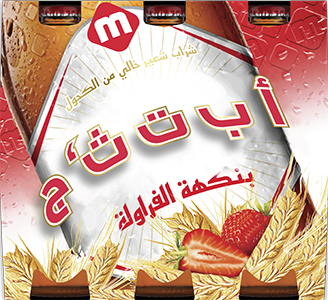 m
شراب شعير خالي من الكحول
أ ب ت ث، ج
بنكهة الفراولة